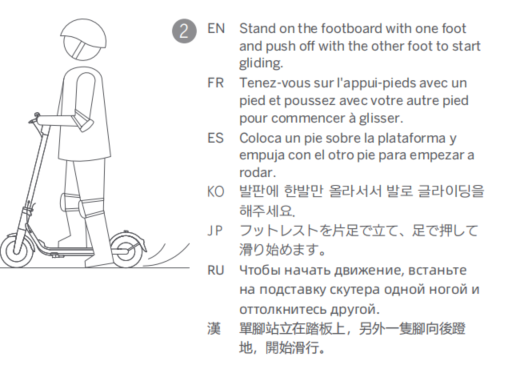 2
EN Stand on the footboard with one foot
and push off with the other foot to start
gliding.
FR Tenez-vous sur l'appui-pieds avec un
pied et poussez avec votre autre pied
pour commencer à glisser.
ES Coloca un pie sobre la plataforma y
empuja con el otro pie para empezar a
rodar.
KO 발판에 한발만 올라서서 발로 글라이딩을
해주세요.
JP フットレストを片足で立て、足で押して
滑り始めます。
RU Чтобы начать движение, встаньте
на подставку скутера одной ногой и
оттолкнитесь другой.
漢 單腳站立在踏板上，另外一隻腳向後蹬
地，開始滑行。